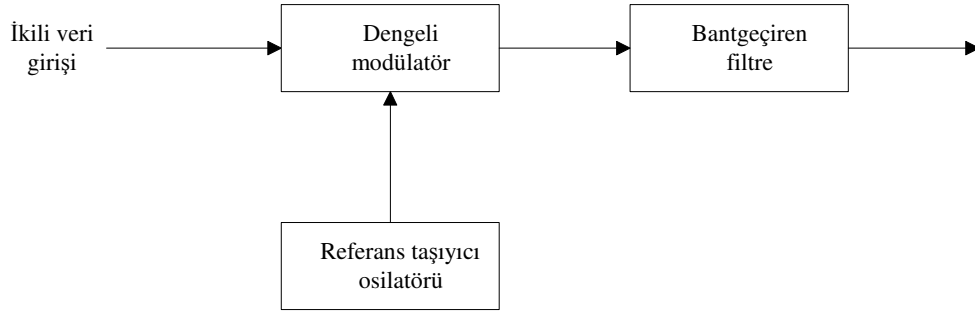 İkili veri
girişi
Dengeli
modülatör
Bantgeçiren
filtre
Referans taşıyıcı
osilatörü